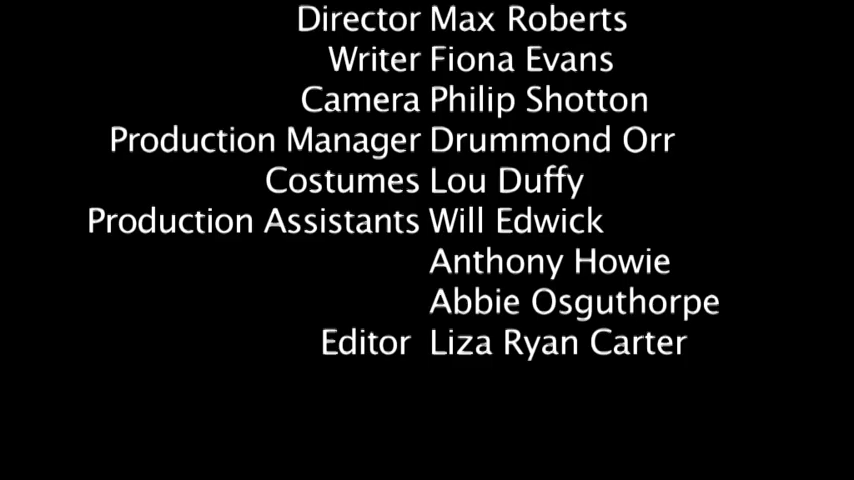 Director Max Roberts
Writer Fiona Evans
Camera Philip Shotton
Production Manager Drummond Orr
Costumes Lou Duffy
Production Assistants Will Edwick
Anthony Howie
Abbie Osguthorpe
Editor Liza Ryan Carter